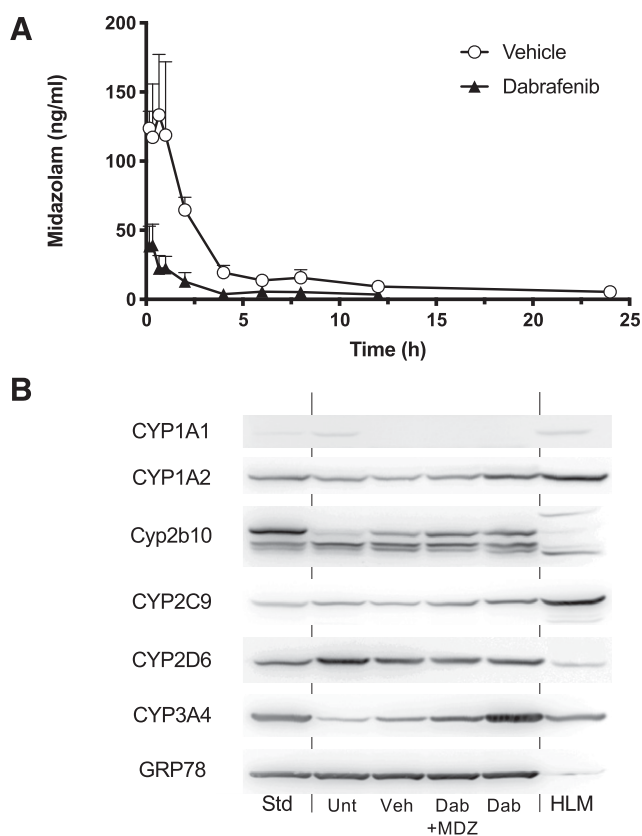 A
200
150
100
50
0
Midazolam (ng/ml)
Vehicle
Dabrafenib
0 5 10 15 20 25
Time (h)
B
CYP1A1
CYP1A2
Cyp2b10
CYP2C9
CYP2D6
CYP3A4
GRP78
Std Unt Veh Dab Dab HLM
+MDZ